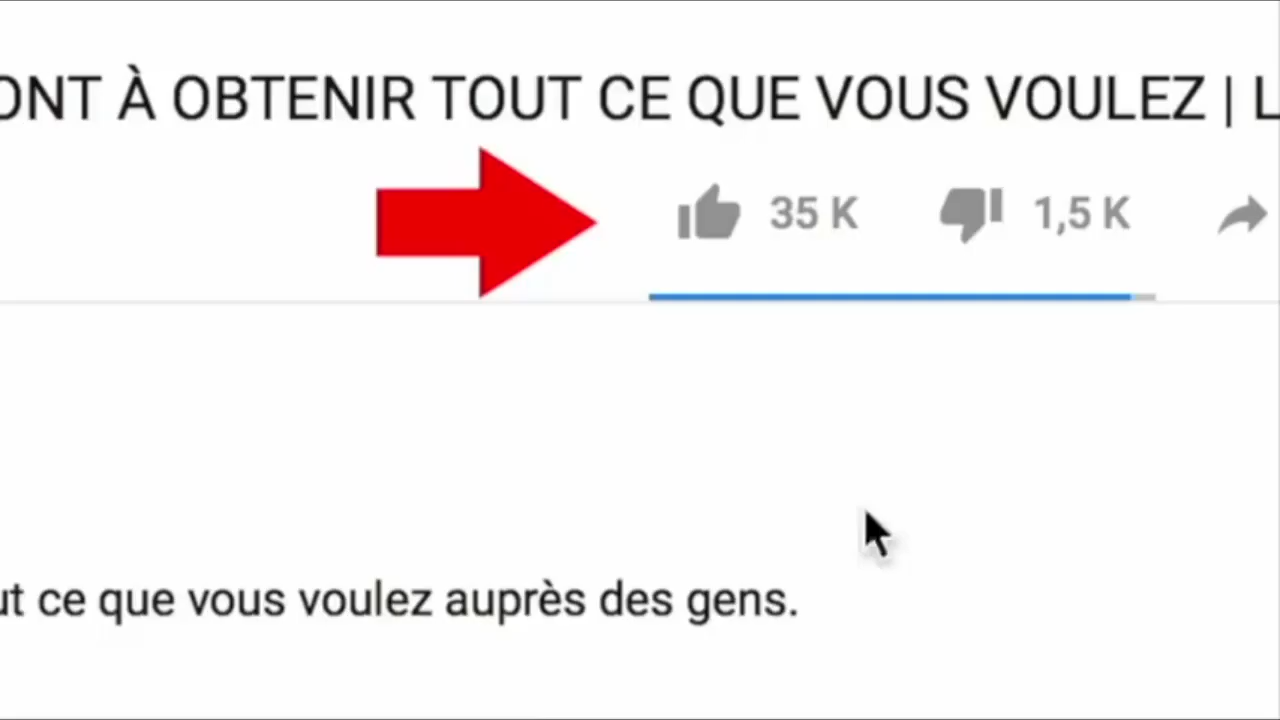 ONT À OBTENIR TOUT CE QUE VOUS VOULEZ | L
35 K 1,5 K
ut ce que vous voulez auprès des gens.